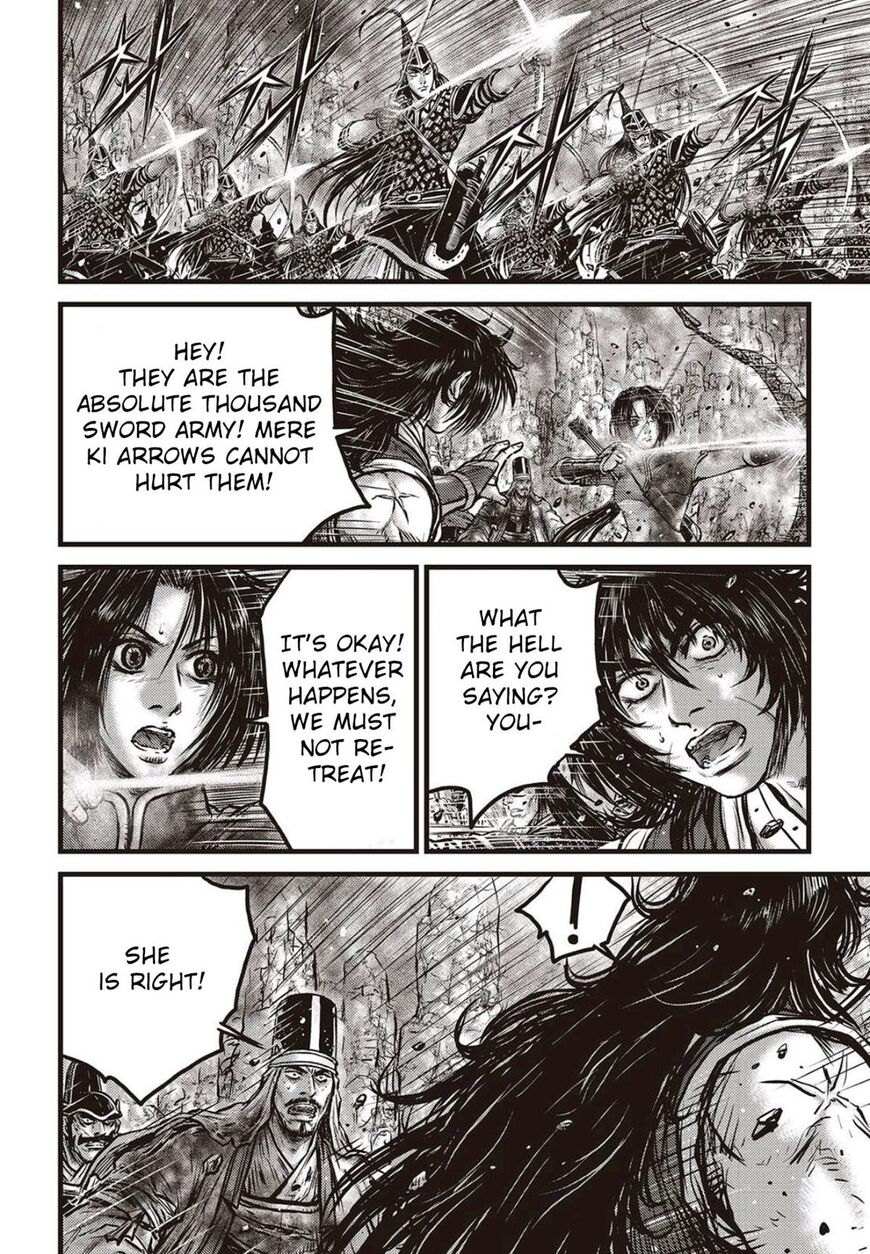 HEY!
THEY ARE THE
ABSOLUTE THOUSAND
SWORD ARMY! MERE
KI ARROWS CANNOT
HURT THEM!
IT'S OKAY!
WHATEVER
HAPPENS,
WE MUST
NOT RE-
TREAT!
WHAT
THE HELL
ARE YOU
SAYING?
YOU-
SHE
IS RIGHT!
!